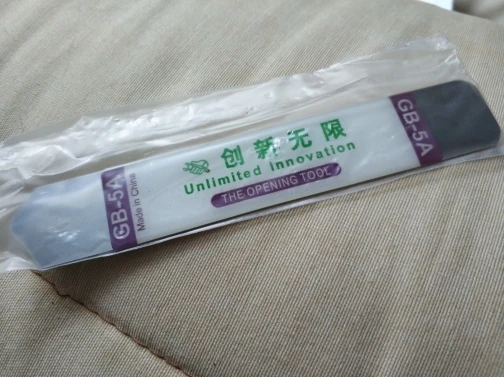 GB-5A
Made in China
创新无限
Unlimited Innovation
THE OPENING TOOL
GB-5A